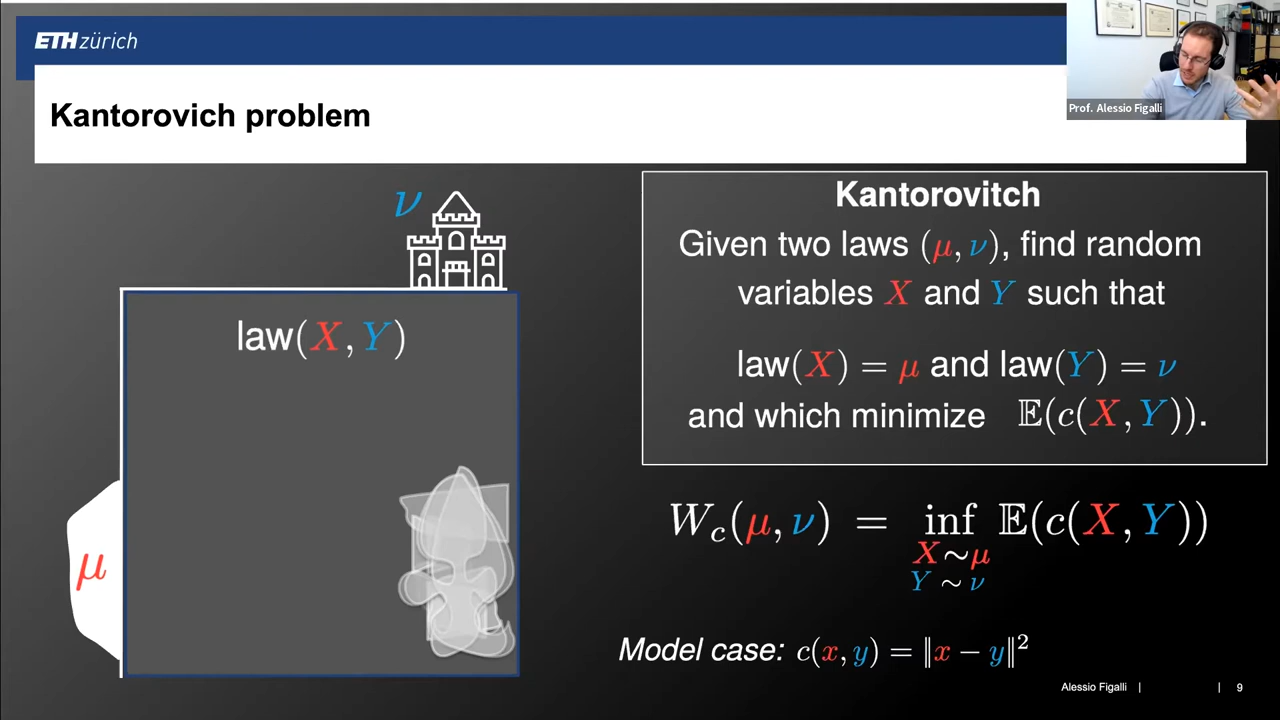 ETH zürich
Prof. Alessio Figalli
Kantorovich problem
ν
law(X, Y)
μ
Kantorovitch
Given two laws (μ, ν), find random
variables X and Y such that
law(X) = μ and law(Y) = ν
and which minimize 𝔼(c(X, Y)).
W_c(μ, ν) = inf 𝔼(c(X, Y))
X∼μ
Y ∼ ν
Model case: c(x, y) = ‖x − y‖²
Alessio Figalli | | 9